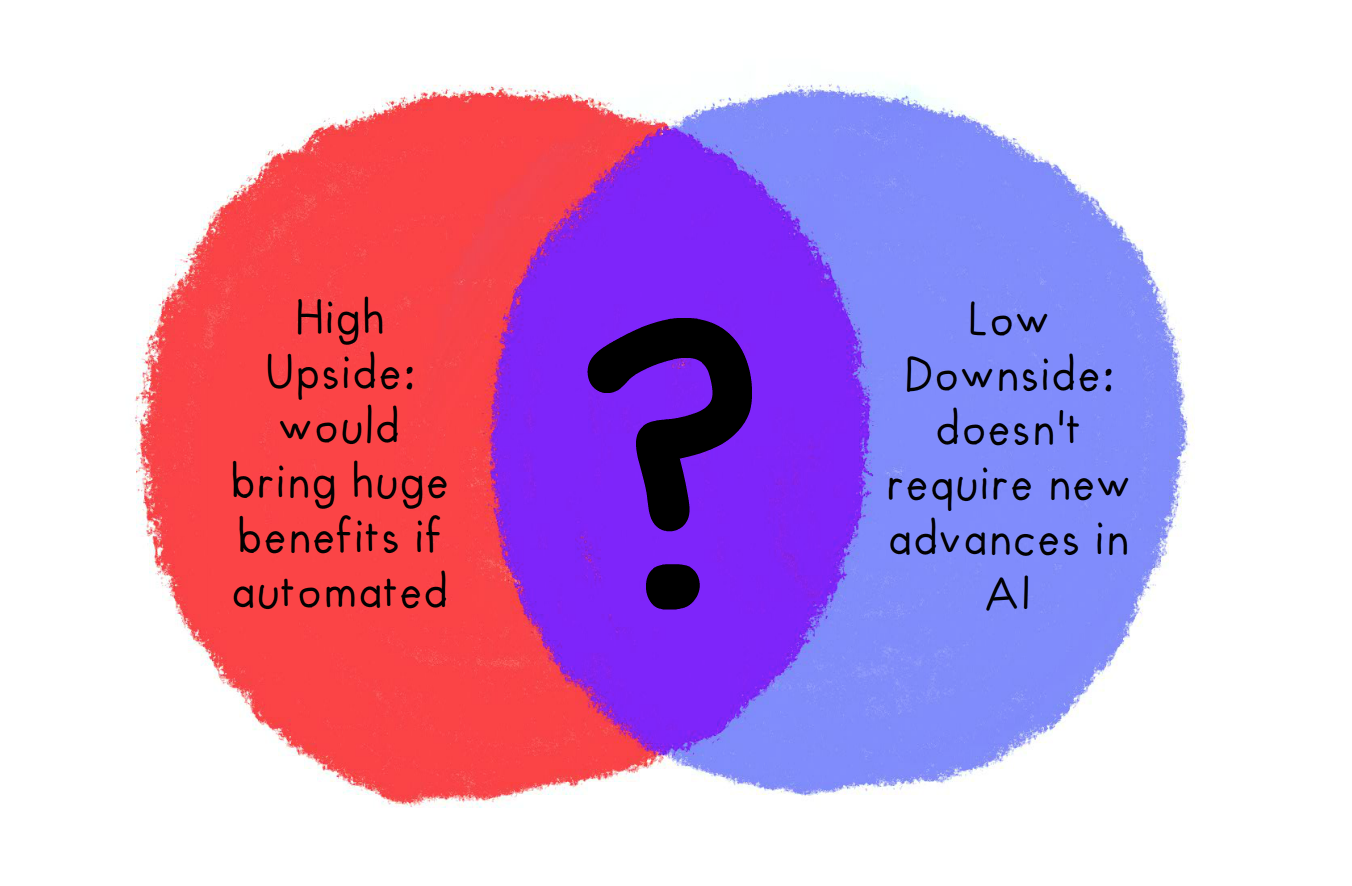 High
Upside:
would
bring huge
benefits if
automated
?
Low
Downside:
doesn't
require new
advances in
AI